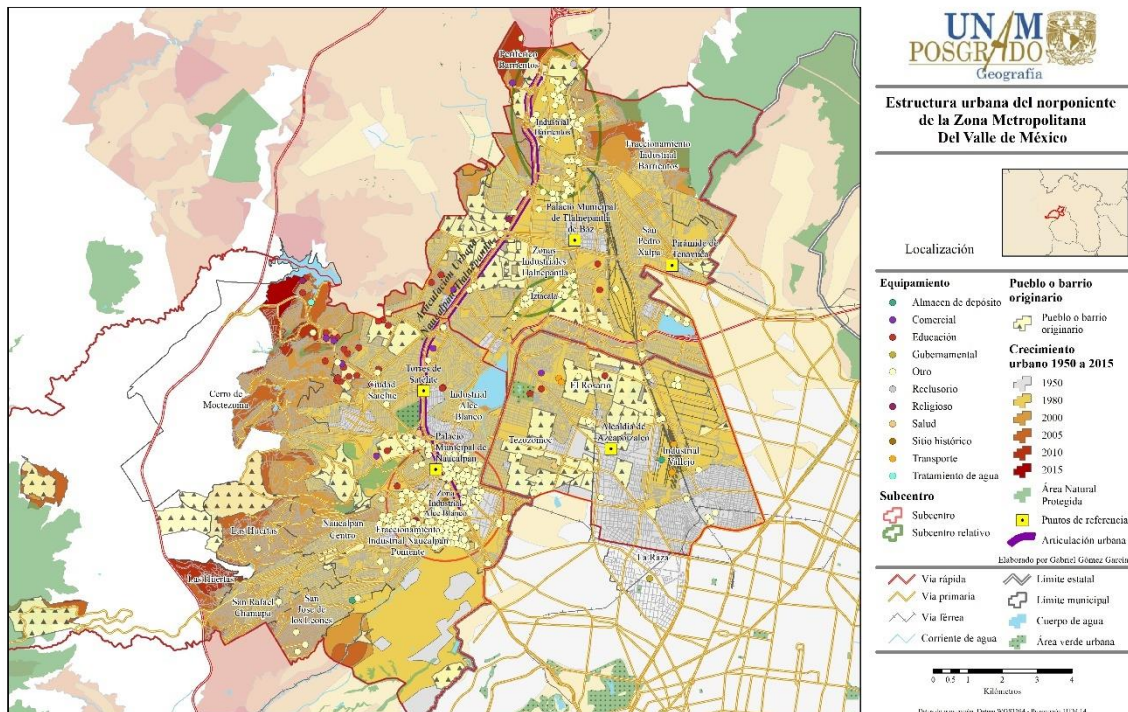 Periférico
Barrientos
Industrial
Barrientos
Fraccionamiento
Industrial
Barrientos
Palacio Municipal
de Tlalnepantla
de Baz
San
Pedro
Xalpa
Pirámide de
Tenayuca
Zonas
Industriales
Tlalnepantla
Iztacala
Articulación urbana
Naucalpan-Tlalnepantla
Torres de
Satélite
Ciudad
Satélite
Industrial
Alce
Blanco
Cerro de
Moctezuma
El Rosario
Tezozomoc
Alcaldía de
Azcapotzalco
Industrial
Vallejo
Palacio
Municipal de
Naucalpan
Zona
Industrial
Alce Blanco
Naucalpan
Centro
Fraccionamiento
Industrial Naucalpan
Poniente
Las Huertas
Las Huertas
San Rafael
Chamapa
San
Jose de
los Leones
La Raza
UNAM
POSGRADO
Geografía
Estructura urbana del norponiente
de la Zona Metropolitana
Del Valle de México
Localización
Equipamiento
Almacen de depósito
Comercial
Educación
Gubernamental
Otro
Reclusorio
Religioso
Salud
Sitio histórico
Transporte
Tratamiento de agua
Subcentro
Subcentro
Subcentro relativo
Pueblo o barrio
originario
Pueblo o barrio
originario
Crecimiento
urbano 1950 a 2015
1950
1980
2000
2005
2010
2015
Área Natural
Protegida
Puntos de referencia
Articulación urbana
Elaborado por Gabriel Gómez García
Vía rápida
Vía primaria
Vía férrea
Corriente de agua
Límite estatal
Límite municipal
Cuerpo de agua
Área verde urbana
0 0.5 1 2 3 4
Kilómetros